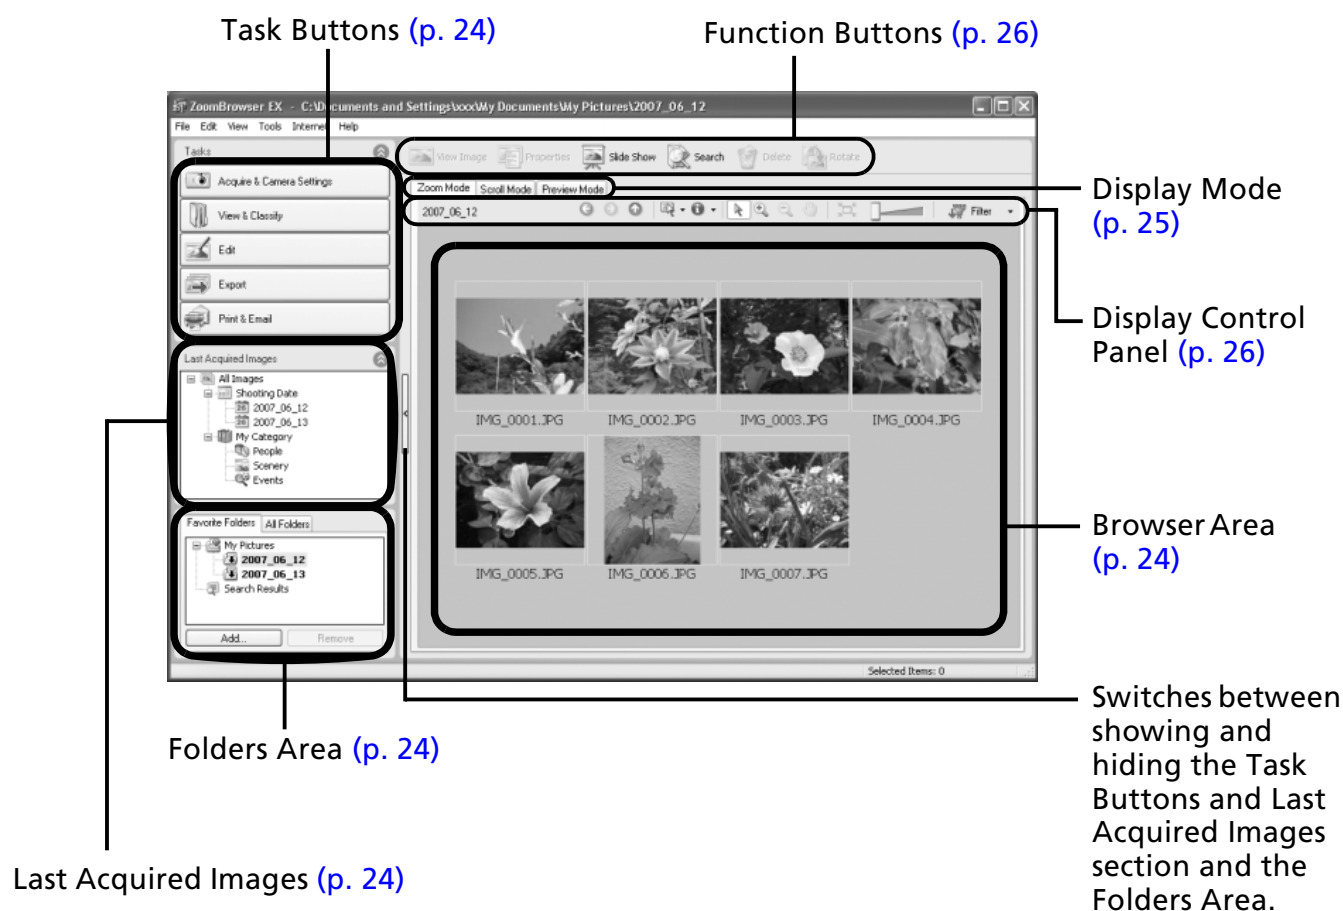 Task Buttons (p. 24)
Function Buttons (p. 26)
ZoomBrowser EX - C:\Documents and Settings\xxx\My Documents\My Pictures\2007_06_12
File Edit View Tools Internet Help
Tasks
View Image Properties Slide Show Search Delete Rotate
Acquire & Camera Settings
Zoom Mode Scroll Mode Preview Mode
Display Mode
(p. 25)
2007_06_12
Filter
View & Classify
Edit
Export
Print & Email
Display Control
Panel (p. 26)
Last Acquired Images
All Images
Shooting Date
2007_06_12
2007_06_13
My Category
People
Scenery
Events
IMG_0001.JPG IMG_0002.JPG IMG_0003.JPG IMG_0004.JPG
Favorite Folders All Folders
My Pictures
2007_06_12
2007_06_13
Search Results
Add... Remove
IMG_0005.JPG IMG_0006.JPG IMG_0007.JPG
Browser Area
(p. 24)
Selected Items: 0
Switches between
showing and
hiding the Task
Buttons and Last
Acquired Images
section and the
Folders Area.
Folders Area (p. 24)
Last Acquired Images (p. 24)